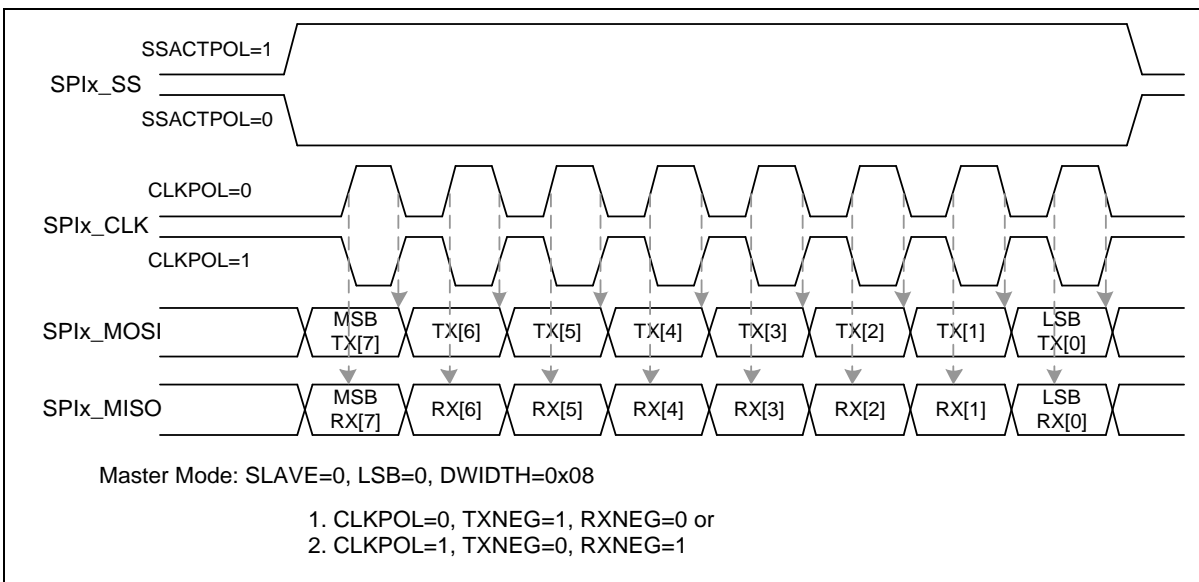 SSACTPOL=1
SPIx_SS
SSACTPOL=0
CLKPOL=0
SPIx_CLK
CLKPOL=1
SPIx_MOSI
MSB
TX[7]
TX[6]
TX[5]
TX[4]
TX[3]
TX[2]
TX[1]
LSB
TX[0]
SPIx_MISO
MSB
RX[7]
RX[6]
RX[5]
RX[4]
RX[3]
RX[2]
RX[1]
LSB
RX[0]
Master Mode: SLAVE=0, LSB=0, DWIDTH=0x08
1. CLKPOL=0, TXNEG=1, RXNEG=0 or
2. CLKPOL=1, TXNEG=0, RXNEG=1